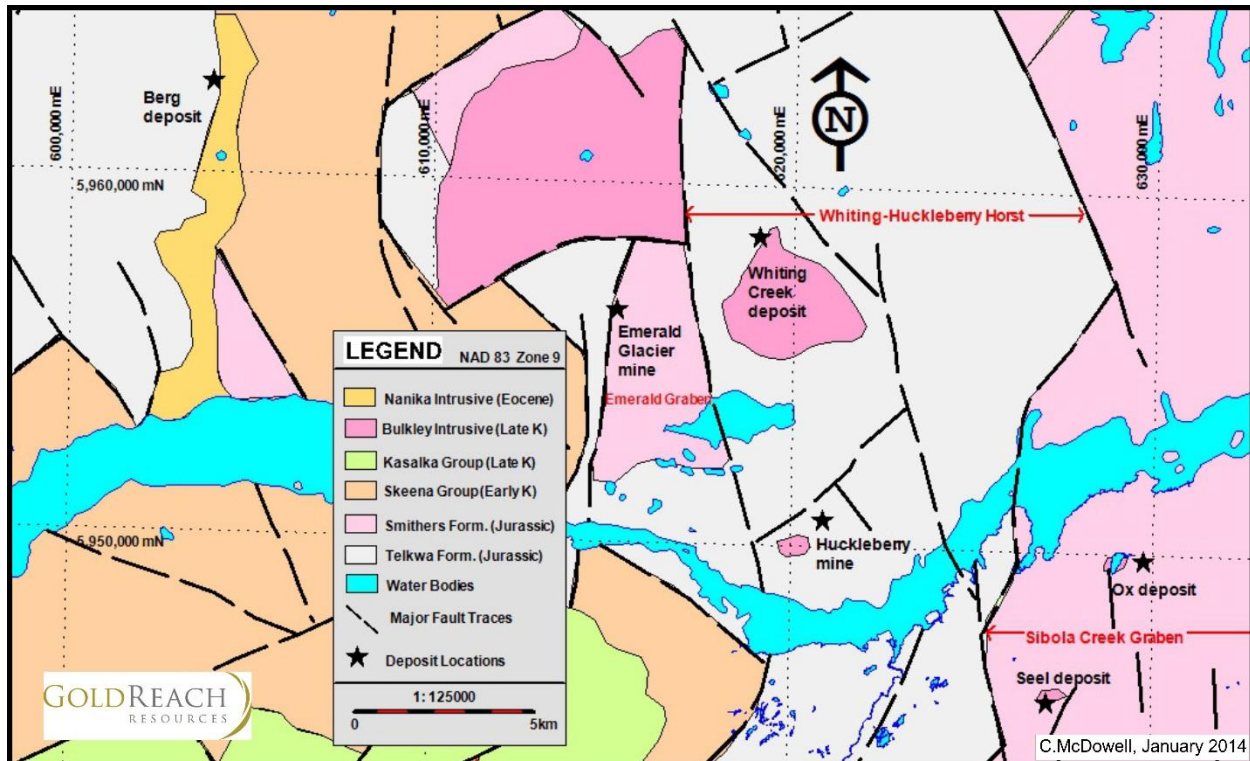 Berg
deposit
600,000 mE
610,000 mE
620,000 mE
630,000 mE
N
5,960,000 mN
Whiting-Huckleberry Horst
Whiting
Creek
deposit
Emerald
Glacier
mine
Emerald Graben
LEGEND NAD 83 Zone 9
Nanika Intrusive (Eocene)
Bulkley Intrusive (Late K)
Kasalka Group (Late K)
Skeena Group (Early K)
Smithers Form. (Jurassic)
Telkwa Form. (Jurassic)
Water Bodies
Major Fault Traces
Deposit Locations
1: 125000
0 5km
5,950,000 mN
Huckleberry
mine
Ox deposit
Sibola Creek Graben
Seel deposit
GOLDREACH
RESOURCES
C.McDowell, January 2014